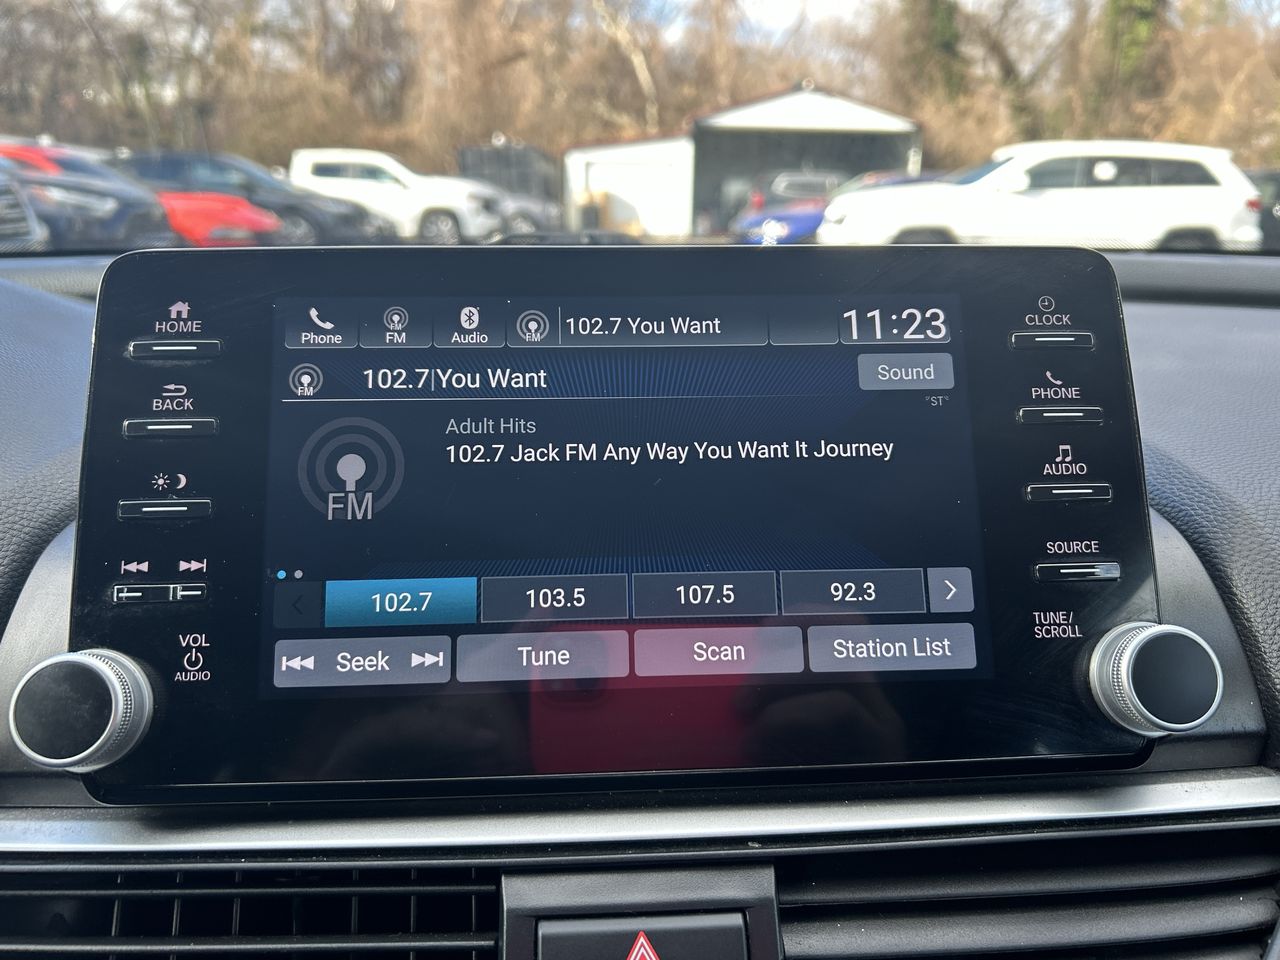 HOME
BACK
VOL
AUDIO
Phone
FM
Audio
FM
102.7 You Want
11:23
FM
102.7 You Want
Sound
"ST"
FM
Adult Hits
102.7 Jack FM Any Way You Want It Journey
102.7
103.5
107.5
92.3
Seek
Tune
Scan
Station List
CLOCK
PHONE
AUDIO
SOURCE
TUNE/
SCROLL